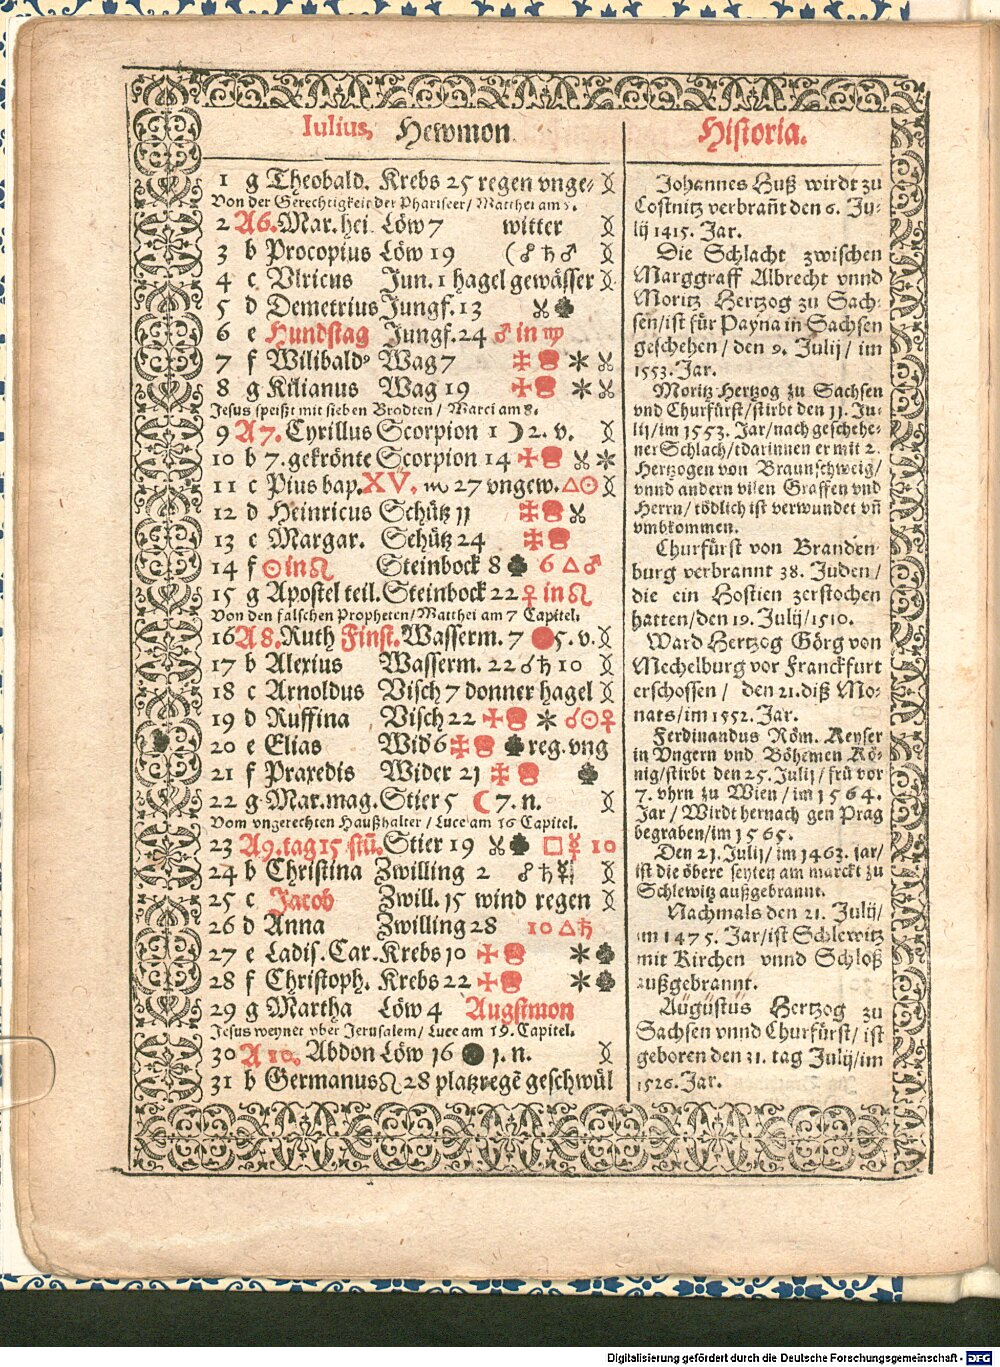 Iulius, Hewmon
1 g Theobald. Krebs 25 regen vnge-
Von der Gerechtigkeit der Phariseer/ Matthei am 5.
2 A6. Mar. hei. Löw 7 witter
3 b Procopius Löw 19 (☍ ♄ ♂
4 c Vlricus Jun. 1 hagel gewässer
5 d Demetrius Jungf. 13
6 e Hundstag Jungf. 24 ♂ in ♍
7 f Wilibald⁹ Wag 7
8 g Kilianus Wag 19
Jesus speißt mit sieben Brodten/ Marci am 8.
9 A7. Cyrillus Scorpion 1 ☽ 2. v.
10 b 7. gekrönte Scorpion 14
11 c Pius bap. XV. ♏ 27 vngew. △☉
12 d Heinricus Schütz 11
13 e Margar. Schütz 24
14 f ☉ in ♌ Steinbock 8 6 △ ♂
15 g Apostel teil. Steinbock 22 ♀ in ♌
Von den falschen Propheten/ Matthei am 7 Capitel.
16 A8. Ruth Finst. Wasserm. 7 5. v.
17 b Alexius Wasserm. 22 ☌ ♄ 10
18 c Arnoldus Visch 7 donner hagel
19 d Ruffina Visch 22 ☌☉♀
20 e Elias Wid 6 reg. vng
21 f Praxedis Wider 21
22 g Mar. mag. Stier 5 ☾ 7. n.
Vom vngerechten Haußhalter/ Luce am 16 Capitel.
23 A9. tag 15 stū. Stier 19 □ ☿ 10
24 b Christina Zwilling 2 ☍ ♄ ☿
25 c Jacob Zwill. 15 wind regen
26 d Anna Zwilling 28 10 △ ♄
27 e Ladis. Car. Krebs 10
28 f Christoph. Krebs 22
29 g Martha Löw 4 Augstmon
Jesus weynet vber Jerusalem/ Luce am 19. Capitel.
30 A 10. Abdon Löw 16 1. n.
31 b Germanus ♌ 28 platzregē geschwül
Historia.
Johannes Huß wirdt zu
Costnitz verbrañt den 6. Ju-
lij 1415. Jar.
Die Schlacht zwischen
Marggraff Albrecht vnnd
Moritz Hertzog zu Sach-
sen/ ist für Payna in Sachsen
geschehen/ den 9. Julij/ im
1553. Jar.
Moritz Hertzog zu Sachsen
vnd Churfürst/ stirbt den 11. Ju-
lij/ im 1553. Jar/ nach geschehe-
ner Schlach/ tdarinnen er mit 2.
Hertzogen von Braunschweig/
vnnd andern vilen Graffen vnd
Herrn/ tödlich ist verwundet vñ
vmbkommen.
Churfürst von Branden-
burg verbrannt 38. Juden/
die ein Hostien zerstochen
hatten/ den 19. Julij/ 1510.
Ward Hertzog Görg von
Mechelburg vor Franckfurt
erschossen/ den 21. diß Mo-
nats/ im 1552. Jar.
Ferdinandus Röm. Keyser
in Vngern vnd Böhemen Kö-
nig/ stirbt den 25. Julij/ frü vor
7. vhrn zu Wien/ im 1564.
Jar/ Wirdt hernach gen Prag
begraben/ im 1565.
Den 21. Julij/ im 1463. jar/
ist die öbere seyten am marckt zu
Schlewitz außgebrannt.
Nachmals den 21. Julij/
im 1475. Jar/ ist Schlewitz
mit Kirchen vnnd Schloß
außgebrannt.
Augustus Hertzog zu
Sachsen vnnd Churfürst/ ist
geboren den 31. tag Julij/ im
1526. Jar.
Digitalisierung gefördert durch die Deutsche Forschungsgemeinschaft - DFG